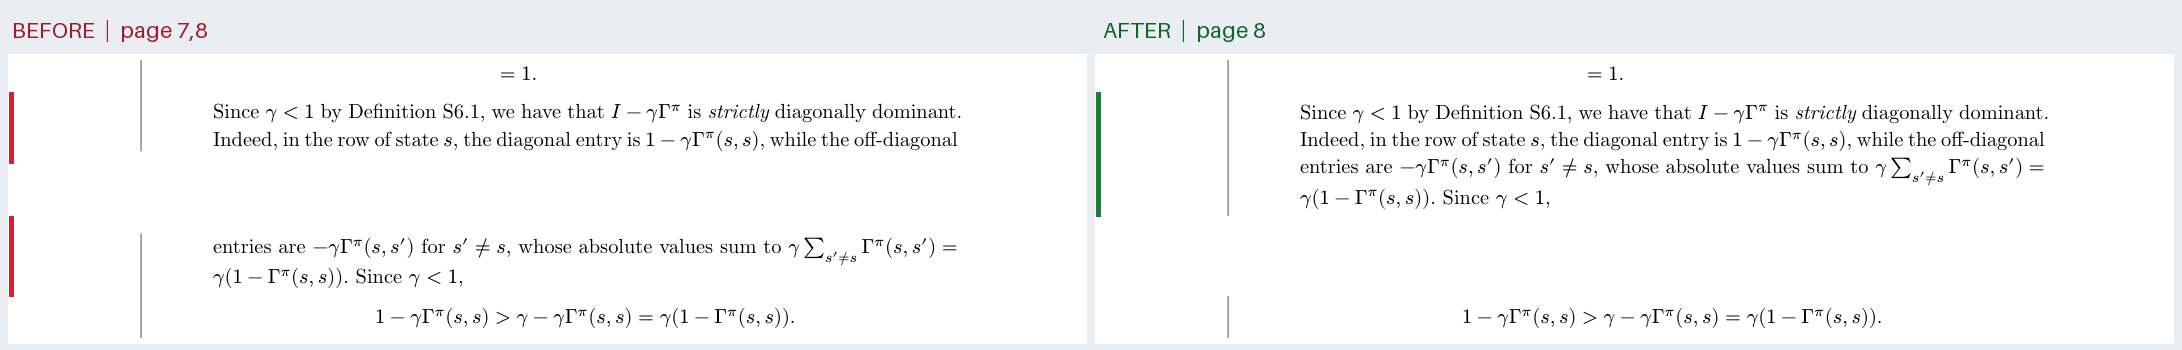 BEFORE | page 7,8
= 1.
Since γ < 1 by Definition S6.1, we have that I − γΓ^π is strictly diagonally dominant.
Indeed, in the row of state s, the diagonal entry is 1 − γΓ^π(s, s), while the off-diagonal
entries are −γΓ^π(s, s′) for s′ ≠ s, whose absolute values sum to γ ∑_{s′≠s} Γ^π(s, s′) =
γ(1 − Γ^π(s, s)). Since γ < 1,
1 − γΓ^π(s, s) > γ − γΓ^π(s, s) = γ(1 − Γ^π(s, s)).
AFTER | page 8
= 1.
Since γ < 1 by Definition S6.1, we have that I − γΓ^π is strictly diagonally dominant.
Indeed, in the row of state s, the diagonal entry is 1 − γΓ^π(s, s), while the off-diagonal
entries are −γΓ^π(s, s′) for s′ ≠ s, whose absolute values sum to γ ∑_{s′≠s} Γ^π(s, s′) =
γ(1 − Γ^π(s, s)). Since γ < 1,
1 − γΓ^π(s, s) > γ − γΓ^π(s, s) = γ(1 − Γ^π(s, s)).